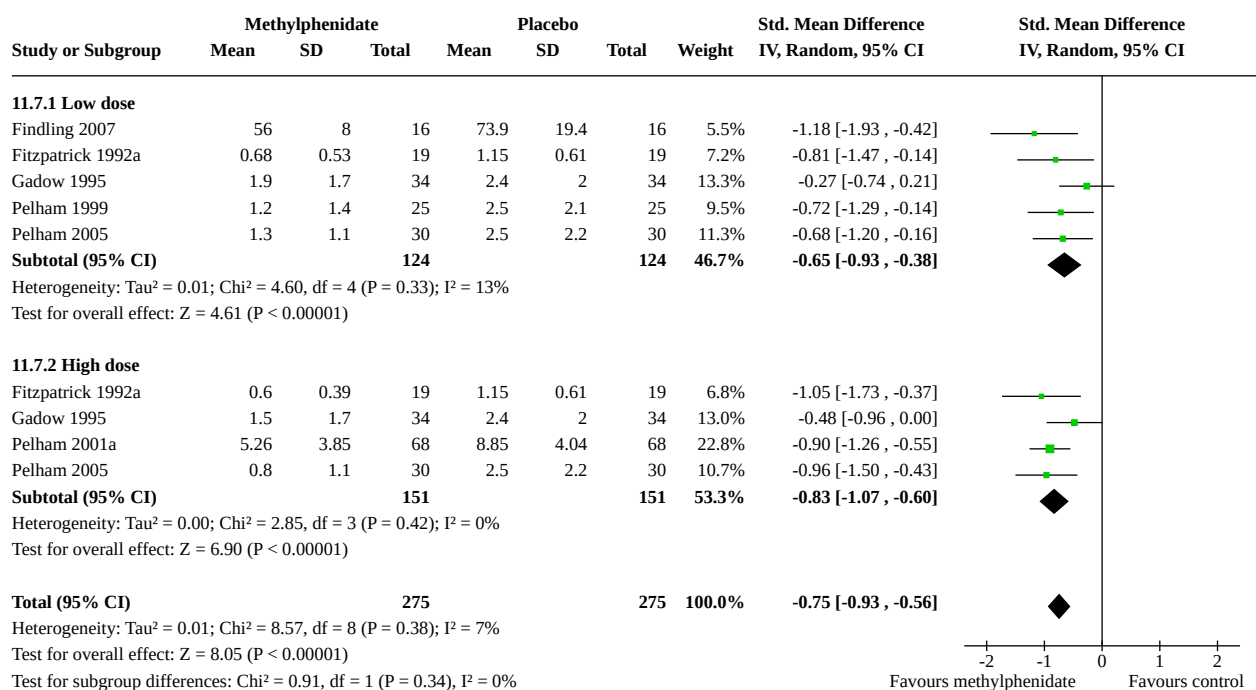 Methylphenidate Placebo Std. Mean Difference Std. Mean Difference
Study or Subgroup Mean SD Total Mean SD Total Weight IV, Random, 95% CI IV, Random, 95% CI
11.7.1 Low dose
Findling 2007 56 8 16 73.9 19.4 16 5.5% -1.18 [-1.93 , -0.42]
Fitzpatrick 1992a 0.68 0.53 19 1.15 0.61 19 7.2% -0.81 [-1.47 , -0.14]
Gadow 1995 1.9 1.7 34 2.4 2 34 13.3% -0.27 [-0.74 , 0.21]
Pelham 1999 1.2 1.4 25 2.5 2.1 25 9.5% -0.72 [-1.29 , -0.14]
Pelham 2005 1.3 1.1 30 2.5 2.2 30 11.3% -0.68 [-1.20 , -0.16]
Subtotal (95% CI) 124 124 46.7% -0.65 [-0.93 , -0.38]
Heterogeneity: Tau² = 0.01; Chi² = 4.60, df = 4 (P = 0.33); I² = 13%
Test for overall effect: Z = 4.61 (P < 0.00001)
11.7.2 High dose
Fitzpatrick 1992a 0.6 0.39 19 1.15 0.61 19 6.8% -1.05 [-1.73 , -0.37]
Gadow 1995 1.5 1.7 34 2.4 2 34 13.0% -0.48 [-0.96 , 0.00]
Pelham 2001a 5.26 3.85 68 8.85 4.04 68 22.8% -0.90 [-1.26 , -0.55]
Pelham 2005 0.8 1.1 30 2.5 2.2 30 10.7% -0.96 [-1.50 , -0.43]
Subtotal (95% CI) 151 151 53.3% -0.83 [-1.07 , -0.60]
Heterogeneity: Tau² = 0.00; Chi² = 2.85, df = 3 (P = 0.42); I² = 0%
Test for overall effect: Z = 6.90 (P < 0.00001)
Total (95% CI) 275 275 100.0% -0.75 [-0.93 , -0.56]
Heterogeneity: Tau² = 0.01; Chi² = 8.57, df = 8 (P = 0.38); I² = 7%
Test for overall effect: Z = 8.05 (P < 0.00001) -2 -1 0 1 2
Test for subgroup differences: Chi² = 0.91, df = 1 (P = 0.34), I² = 0% Favours methylphenidate Favours control